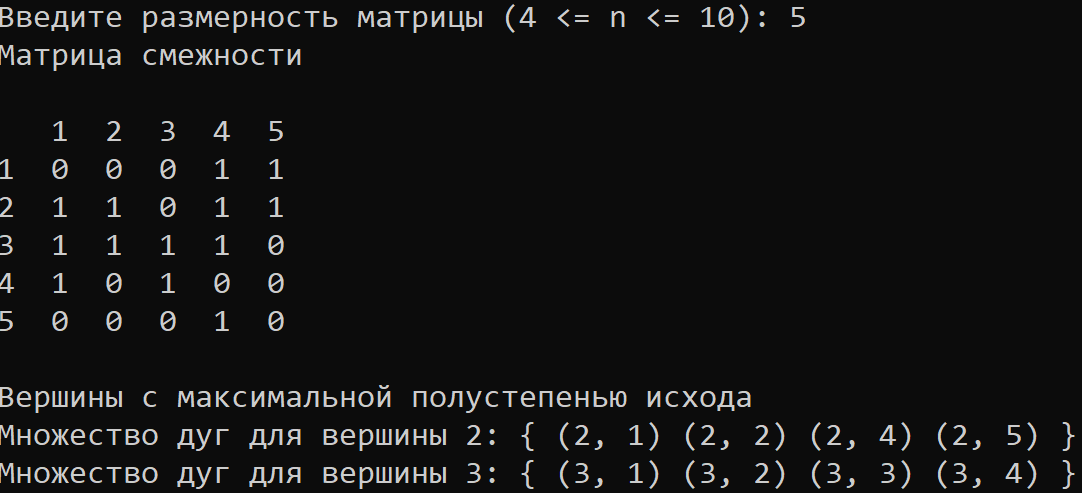 Введите размерность матрицы (4 <= n <= 10): 5
Матрица смежности
1 2 3 4 5
1 0 0 0 1 1
2 1 1 0 1 1
3 1 1 1 1 0
4 1 0 1 0 0
5 0 0 0 1 0
Вершины с максимальной полустепенью исхода
Множество дуг для вершины 2: { (2, 1) (2, 2) (2, 4) (2, 5) }
Множество дуг для вершины 3: { (3, 1) (3, 2) (3, 3) (3, 4) }